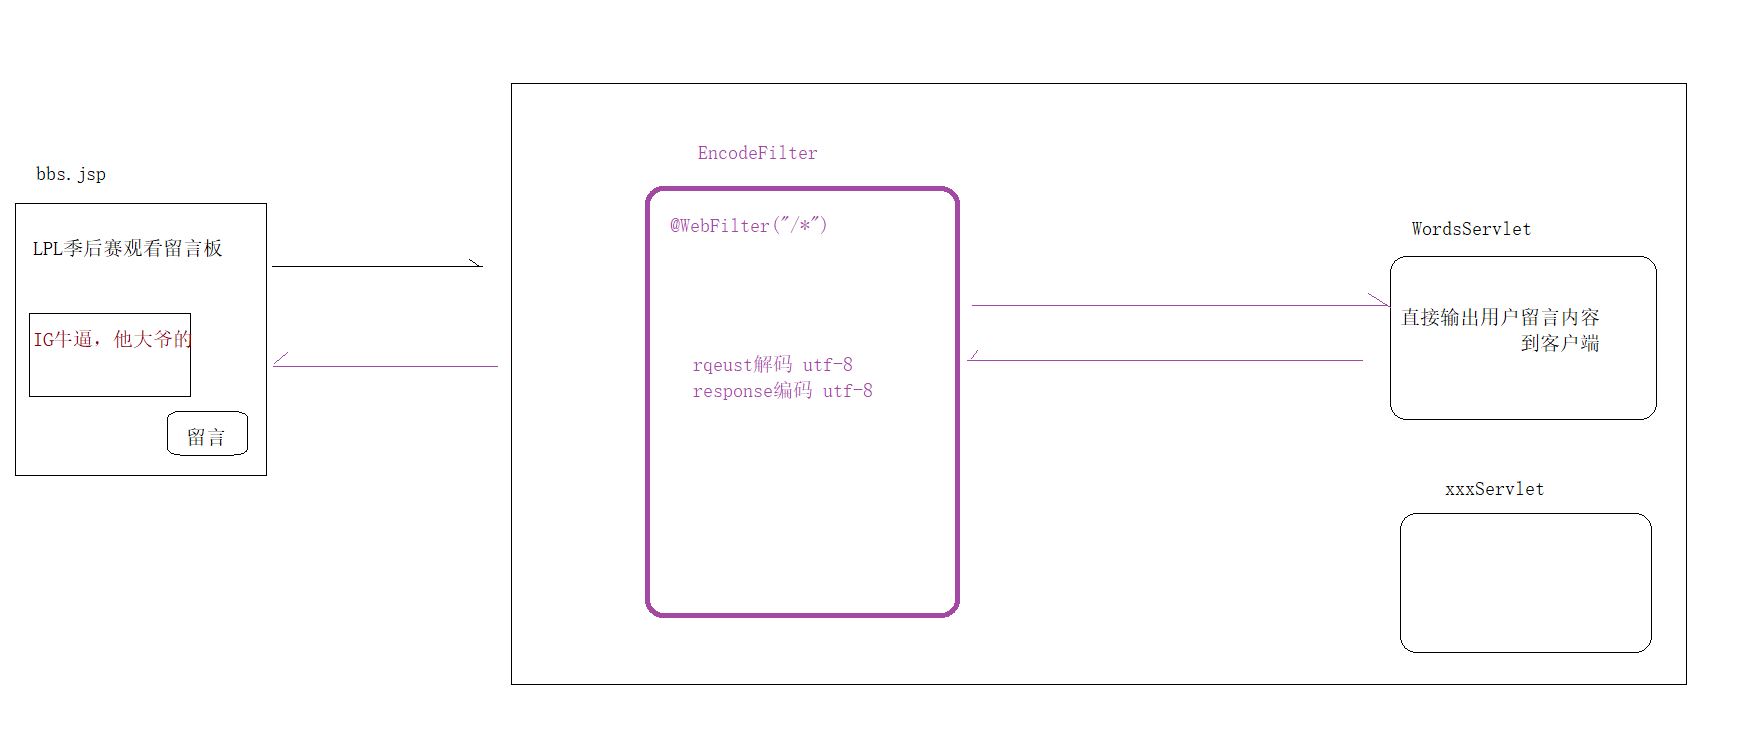 bbs.jsp
LPL季后赛观看留言板
IG牛逼，他大爷的
留言
EncodeFilter
@WebFilter("/*")
rqeust解码 utf-8
response编码 utf-8
WordsServlet
直接输出用户留言内容
到客户端
xxxServlet